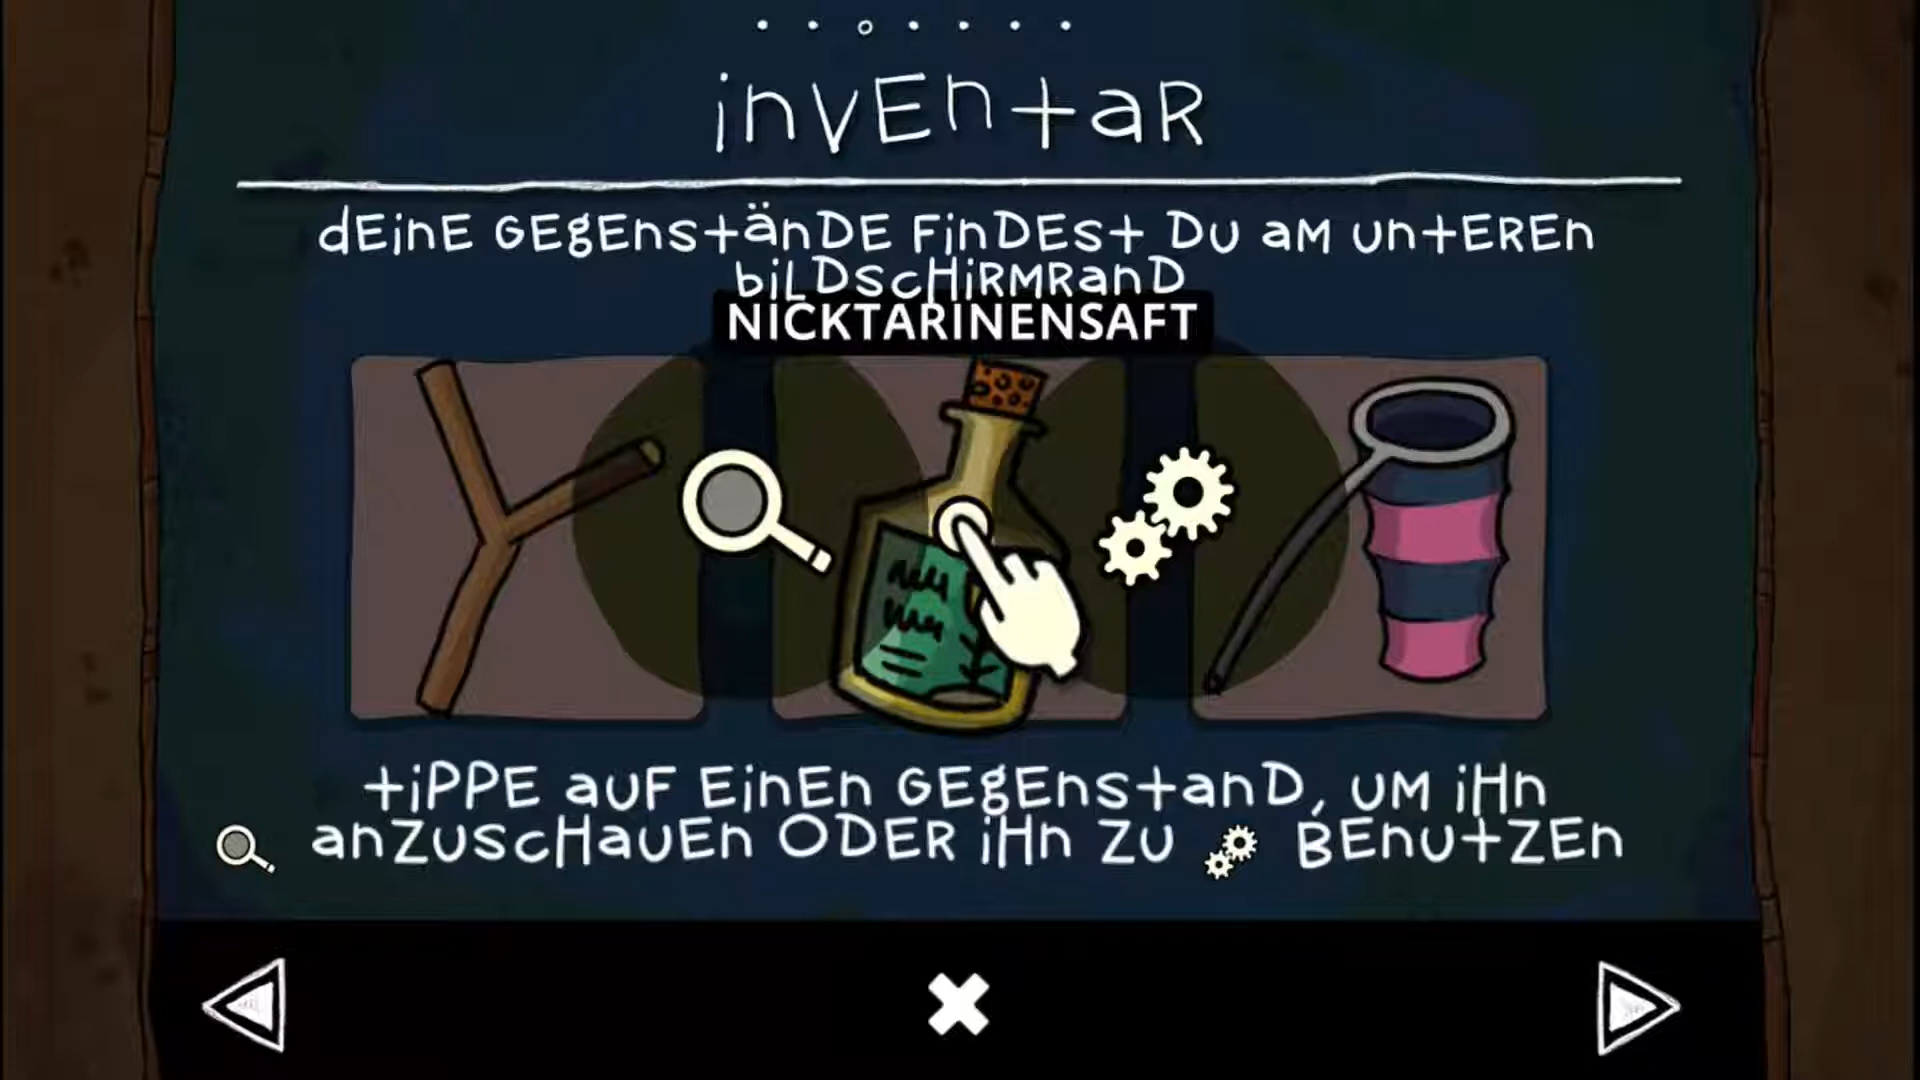 inVEntaR
dEinE GEgEnstänDE FinDEst Du aM untEREn
biLDscHiRMRanD
NICKTARINENSAFT
tiPPE auF EinEn GEgEnstanD, uM iHn
anZuscHauEn ODER iHn Zu BEnutZEn